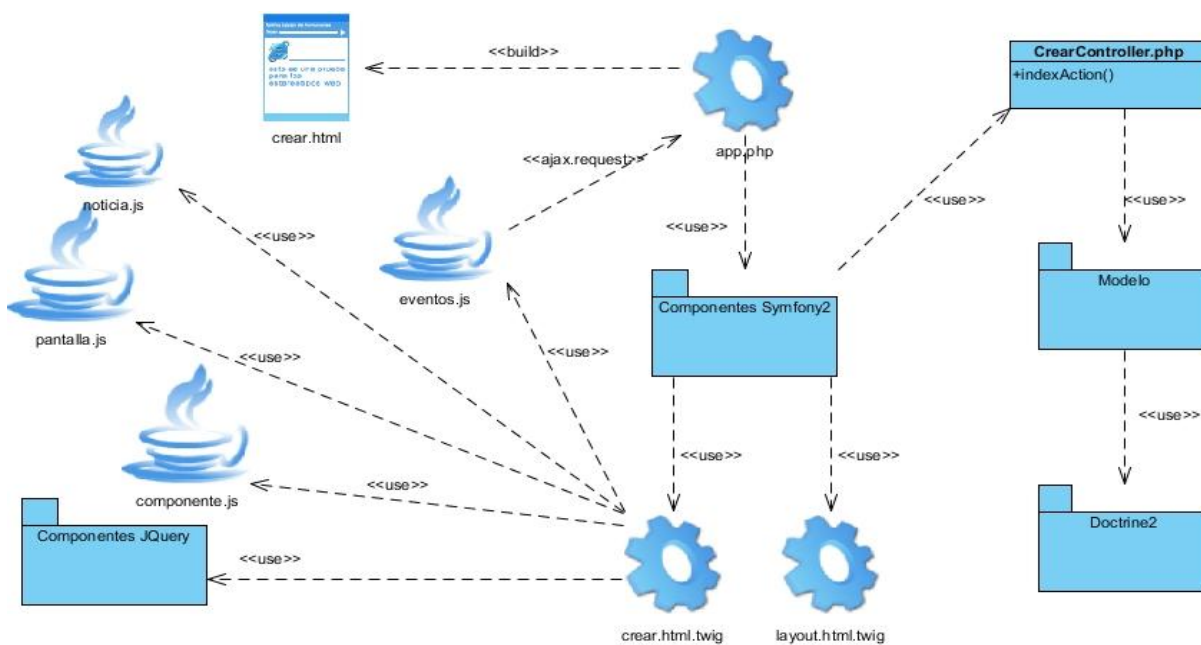 <<build>>
crear.html
app.php
CrearController.php
+indexAction()
<<ajax.request>>
noticia.js
<<use>>
<<use>>
<<use>>
<<use>>
eventos.js
Componentes Symfony2
Modelo
pantalla.js
<<use>>
<<use>>
<<use>>
<<use>>
<<use>>
<<use>>
<<use>>
componente.js
Componentes JQuery
Doctrine2
<<use>>
crear.html.twig
layout.html.twig